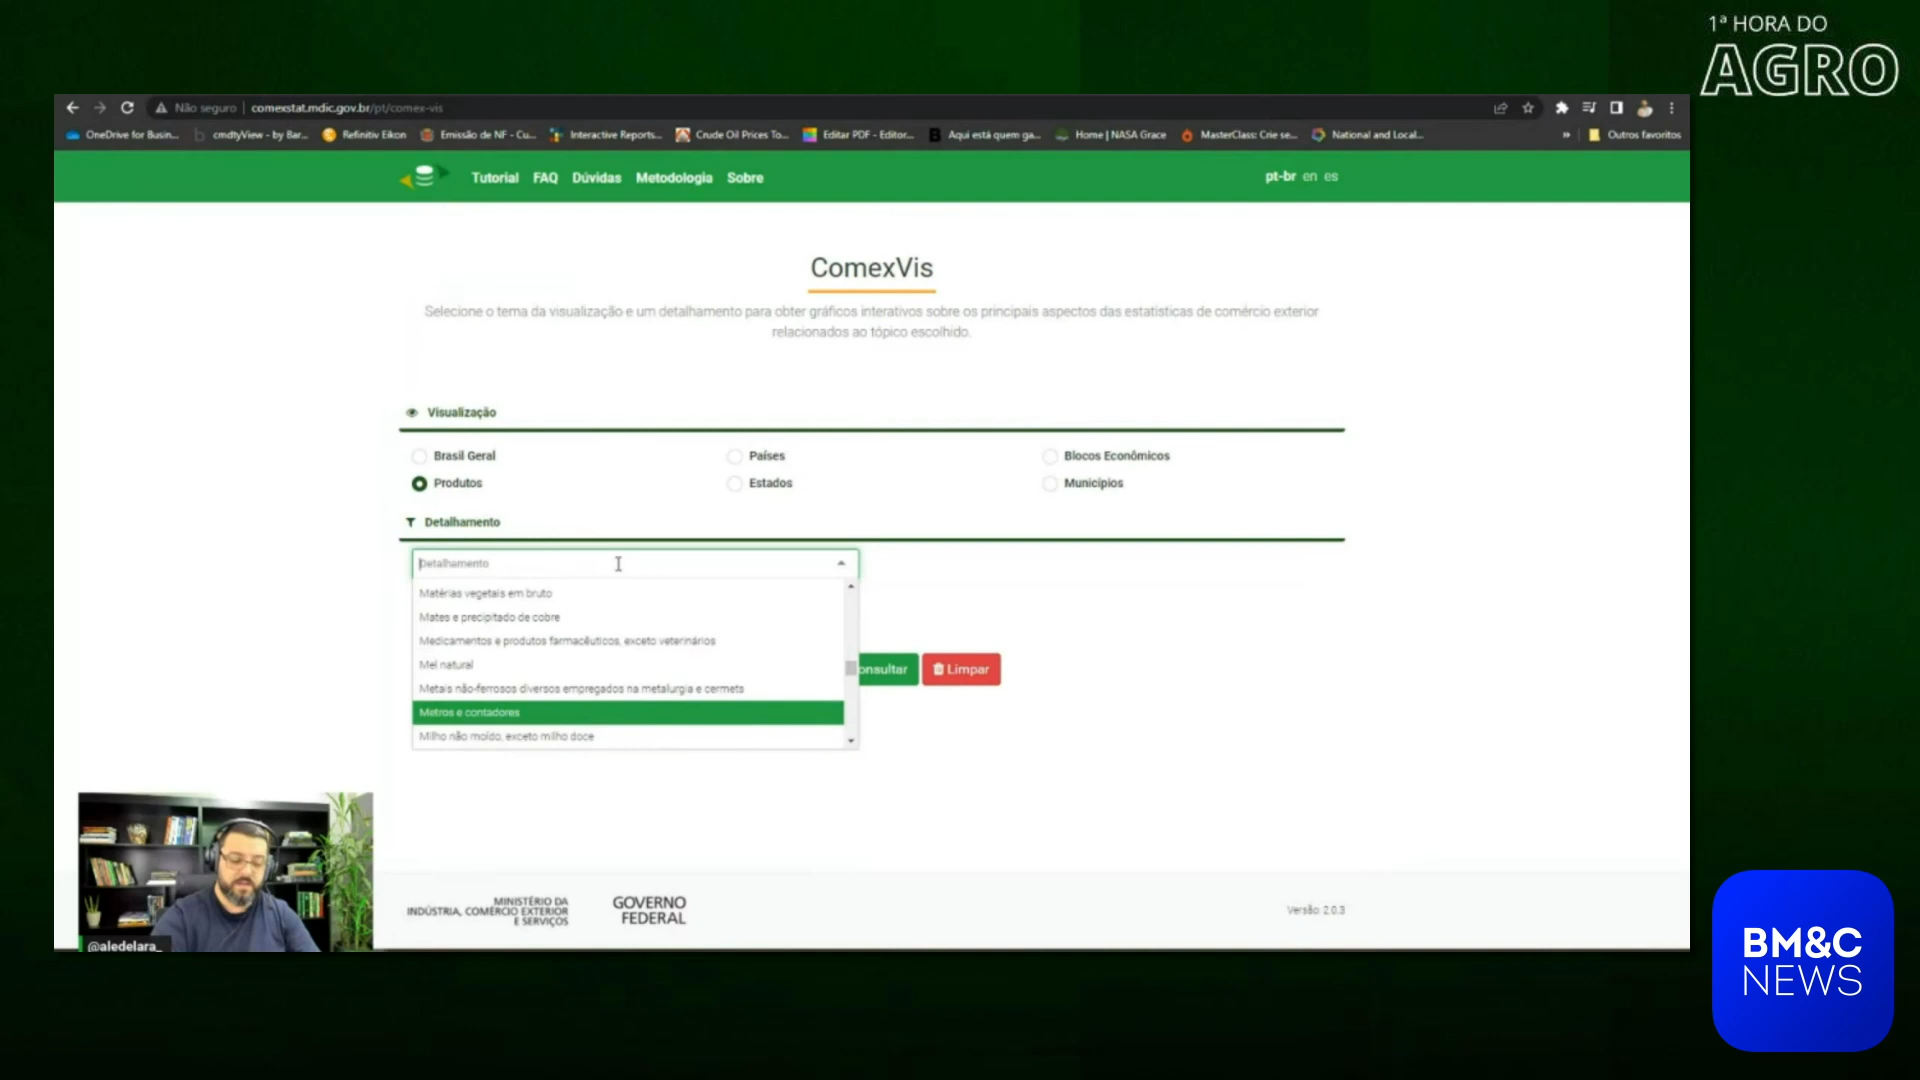 1ª HORA DO
AGRO
Não seguro | comexstat.mdic.gov.br/pt/comex-vis
OneDrive for Busin... cmdtyView - by Bar... Refinitiv Eikon Emissão de NF - Cu... Interactive Reports... Crude Oil Prices To... Editar PDF - Editor... Aqui está quem ga... Home | NASA Grace MasterClass: Crie se... National and Local... » Outros favoritos
Tutorial FAQ Dúvidas Metodologia Sobre pt-br en es
ComexVis
Selecione o tema da visualização e um detalhamento para obter gráficos interativos sobre os principais aspectos das estatísticas de comércio exterior
relacionados ao tópico escolhido.
Visualização
Brasil Geral Países Blocos Econômicos
Produtos Estados Municípios
Detalhamento
Detalhamento
Matérias vegetais em bruto
Mates e precipitado de cobre
Medicamentos e produtos farmacêuticos, exceto veterinários
Mel natural
onsultar Limpar
Metais não-ferrosos diversos empregados na metalurgia e cermets
Metros e contadores
Milho não moído, exceto milho doce
MINISTÉRIO DA
INDÚSTRIA, COMÉRCIO EXTERIOR
E SERVIÇOS
GOVERNO
FEDERAL
Versão: 2.0.3
@aledelara_
BM&C
NEWS